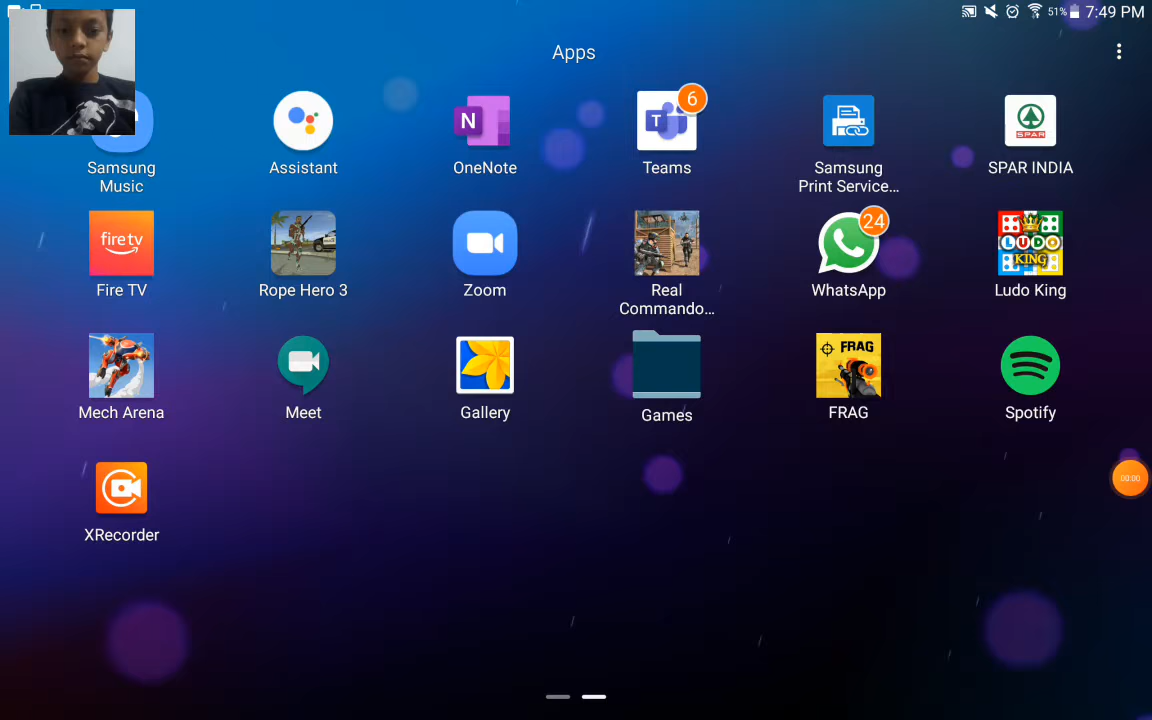 51% 7:49 PM
Apps
6
N
T
SPAR
Samsung Music
Assistant
OneNote
Teams
Samsung Print Service...
SPAR INDIA
fire tv
24
LUDO
KING
Fire TV
Rope Hero 3
Zoom
Real Commando...
WhatsApp
Ludo King
FRAG
Mech Arena
Meet
Gallery
Games
FRAG
Spotify
00:00
XRecorder